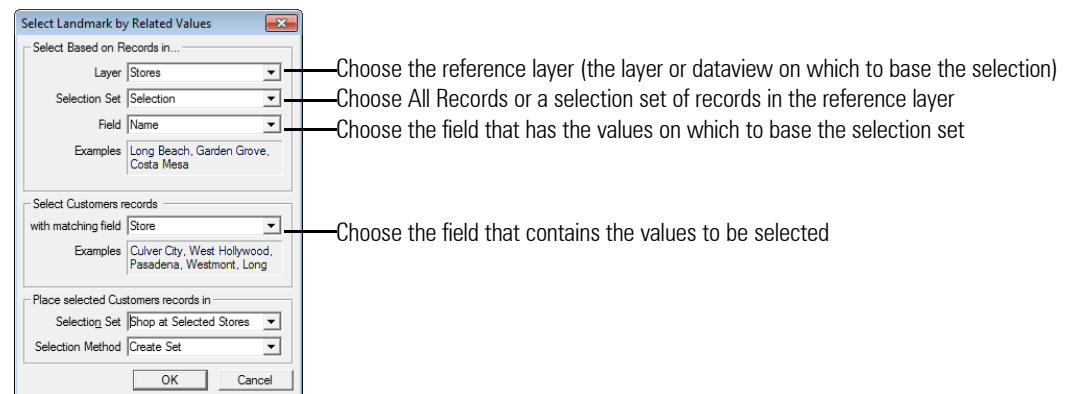 Select Landmark by Related Values
Select Based on Records in...
Layer Stores
Choose the reference layer (the layer or dataview on which to base the selection)
Selection Set Selection
Choose All Records or a selection set of records in the reference layer
Field Name
Choose the field that has the values on which to base the selection set
Examples Long Beach, Garden Grove,
Costa Mesa
Select Customers records
with matching field Store
Choose the field that contains the values to be selected
Examples Culver City, West Hollywood,
Pasadena, Westmont, Long
Place selected Customers records in
Selection Set Shop at Selected Stores
Selection Method Create Set
OK Cancel